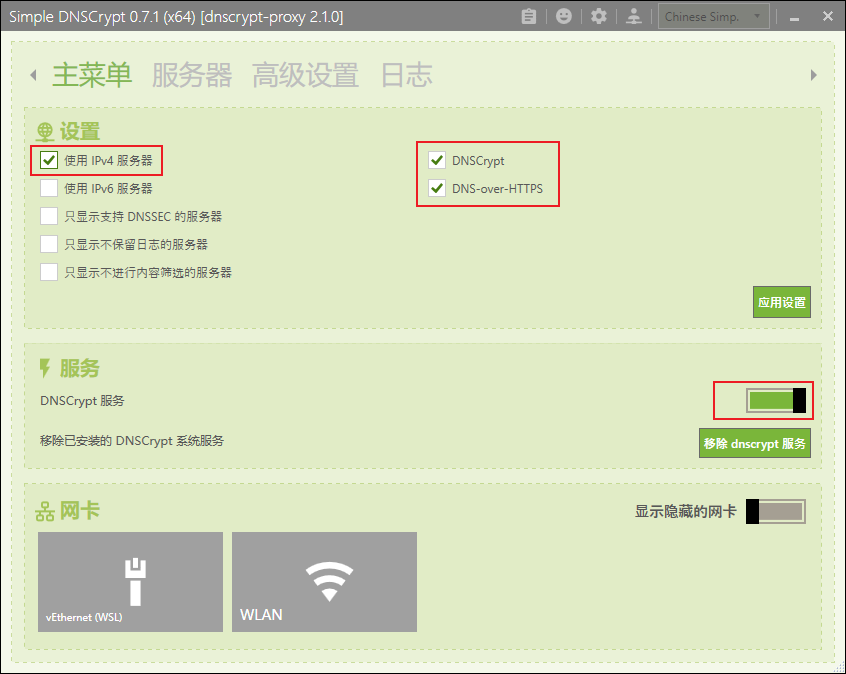 Simple DNSCrypt 0.7.1 (x64) [dnscrypt-proxy 2.1.0]
Chinese Simp.
主菜单 服务器 高级设置 日志
设置
使用 IPv4 服务器
DNSCrypt
使用 IPv6 服务器
DNS-over-HTTPS
只显示支持 DNSSEC 的服务器
只显示不保留日志的服务器
只显示不进行内容筛选的服务器
应用设置
服务
DNSCrypt 服务
移除已安装的 DNSCrypt 系统服务
移除 dnscrypt 服务
网卡
显示隐藏的网卡
vEthernet (WSL)
WLAN